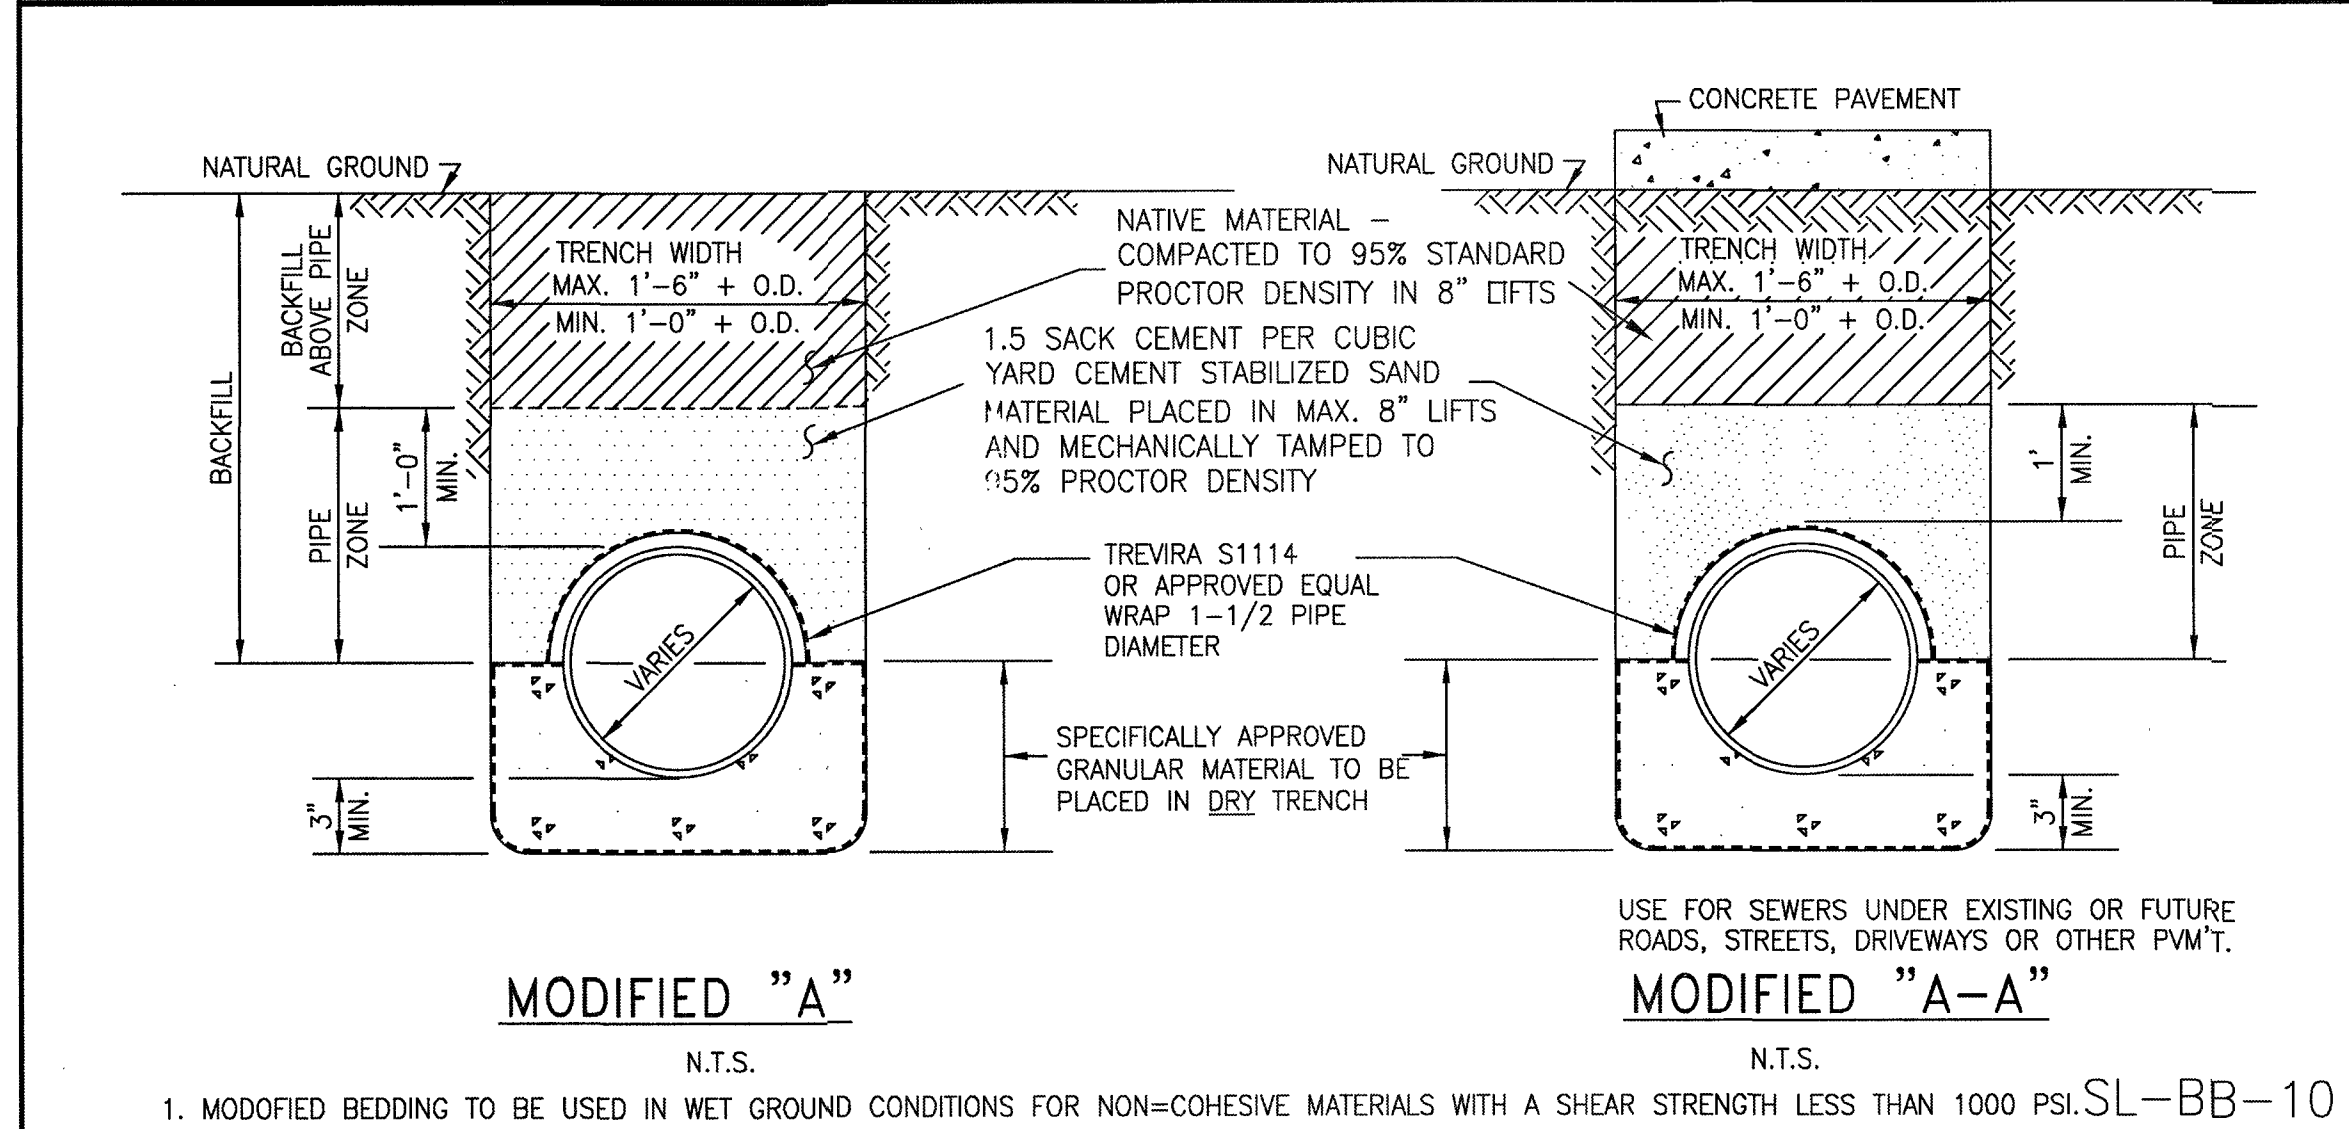 CONCRETE PAVEMENT
NATURAL GROUND
NATURAL GROUND
NATIVE MATERIAL –
COMPACTED TO 95% STANDARD
PROCTOR DENSITY IN 8" LIFTS
TRENCH WIDTH
MAX. 1'-6" + O.D.
MIN. 1'-0" + O.D.
TRENCH WIDTH
MAX. 1'-6" + O.D.
MIN. 1'-0" + O.D.
BACKFILL
ABOVE PIPE
ZONE
BACKFILL
1.5 SACK CEMENT PER CUBIC
YARD CEMENT STABILIZED SAND
MATERIAL PLACED IN MAX. 8" LIFTS
AND MECHANICALLY TAMPED TO
95% PROCTOR DENSITY
PIPE
ZONE
1'-0"
MIN.
1'
MIN.
PIPE
ZONE
TREVIRA S1114
OR APPROVED EQUAL
WRAP 1-1/2 PIPE
DIAMETER
VARIES
VARIES
SPECIFICALLY APPROVED
GRANULAR MATERIAL TO BE
PLACED IN DRY TRENCH
3"
MIN.
3"
MIN.
USE FOR SEWERS UNDER EXISTING OR FUTURE
ROADS, STREETS, DRIVEWAYS OR OTHER PVM'T.
MODIFIED "A"
N.T.S.
MODIFIED "A-A"
N.T.S.
1. MODOFIED BEDDING TO BE USED IN WET GROUND CONDITIONS FOR NON=COHESIVE MATERIALS WITH A SHEAR STRENGTH LESS THAN 1000 PSI.
SL-BB-10